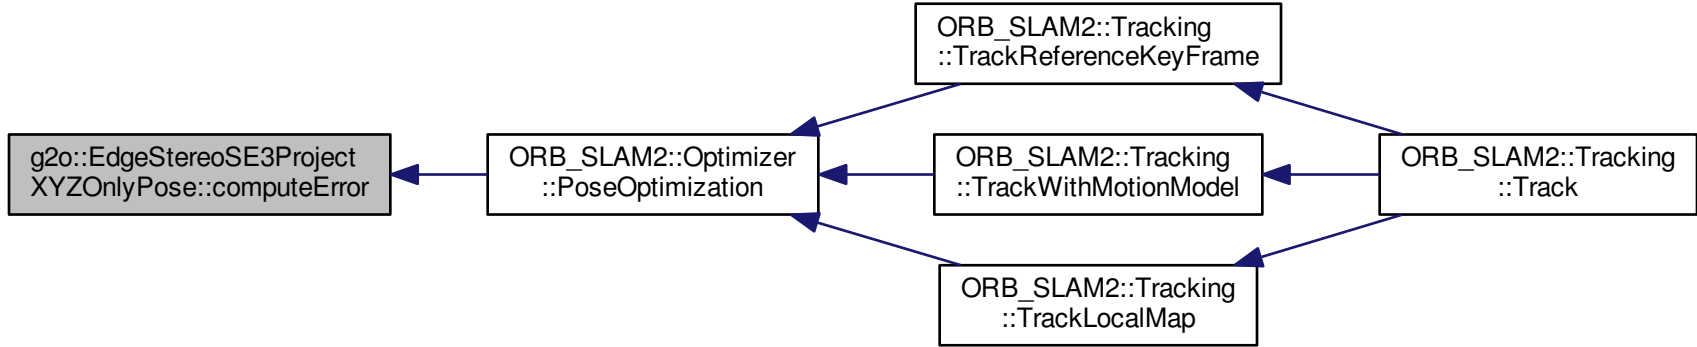 g2o::EdgeStereoSE3Project
XYZOnlyPose::computeError
ORB_SLAM2::Optimizer
::PoseOptimization
ORB_SLAM2::Tracking
::TrackReferenceKeyFrame
ORB_SLAM2::Tracking
::TrackWithMotionModel
ORB_SLAM2::Tracking
::TrackLocalMap
ORB_SLAM2::Tracking
::Track